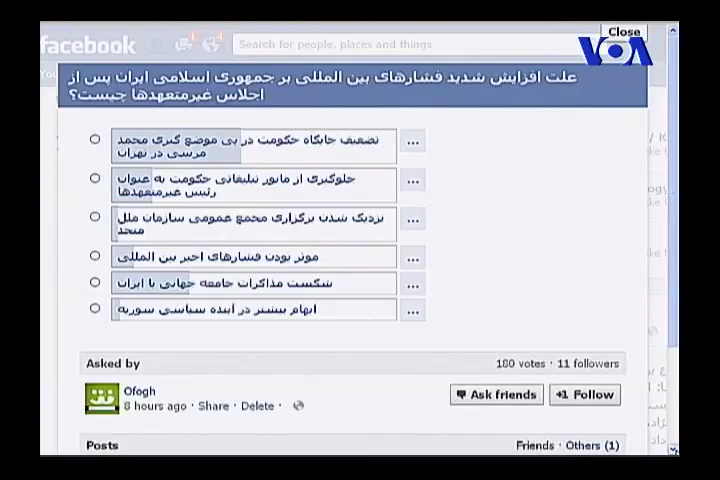 Close
VOA
facebook
Search for people, places and things
علت افزایش شدید فشارهای بین المللی بر جمهوری اسلامی ایران پس از
اجلاس غیرمتعهدها چیست؟
تضعیف جایگاه حکومت در پی موضع گیری محمد
مرسی در تهران
جلوگیری از مانور تبلیغاتی حکومت به عنوان
رئیس غیرمتعهدها
نزدیک شدن برگزاری مجمع عمومی سازمان ملل
متحد
موثر بودن فشارهای اخیر بین المللی
شکست مذاکرات جامعه جهانی با ایران
ابهام بیشتر در آینده سیاسی سوریه
Asked by
180 votes · 11 followers
Ofogh
8 hours ago · Share · Delete ·
Ask friends
+1 Follow
Posts
Friends · Others (1)